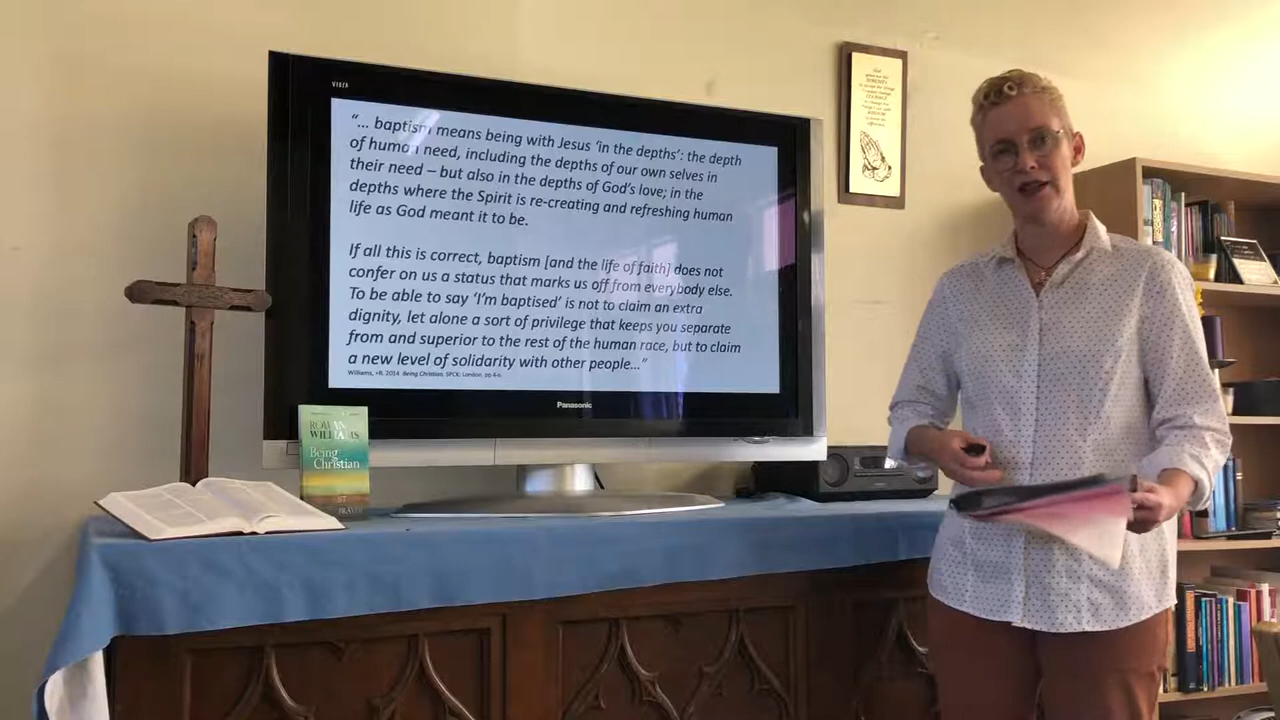 VIERA
“... baptism means being with Jesus ‘in the depths’: the depth
of human need, including the depths of our own selves in
their need – but also in the depths of God’s love; in the
depths where the Spirit is re-creating and refreshing human
life as God meant it to be.
If all this is correct, baptism [and the life of faith] does not
confer on us a status that marks us off from everybody else.
To be able to say ‘I’m baptised’ is not to claim an extra
dignity, let alone a sort of privilege that keeps you separate
from and superior to the rest of the human race, but to claim
a new level of solidarity with other people...”
Williams, +R. 2014 Being Christian. SPCK: London, pp
Panasonic
ROWAN
WILLIAMS
Being
Christian
PRAYER
God
SERENITY
COURAGE
WISDOM